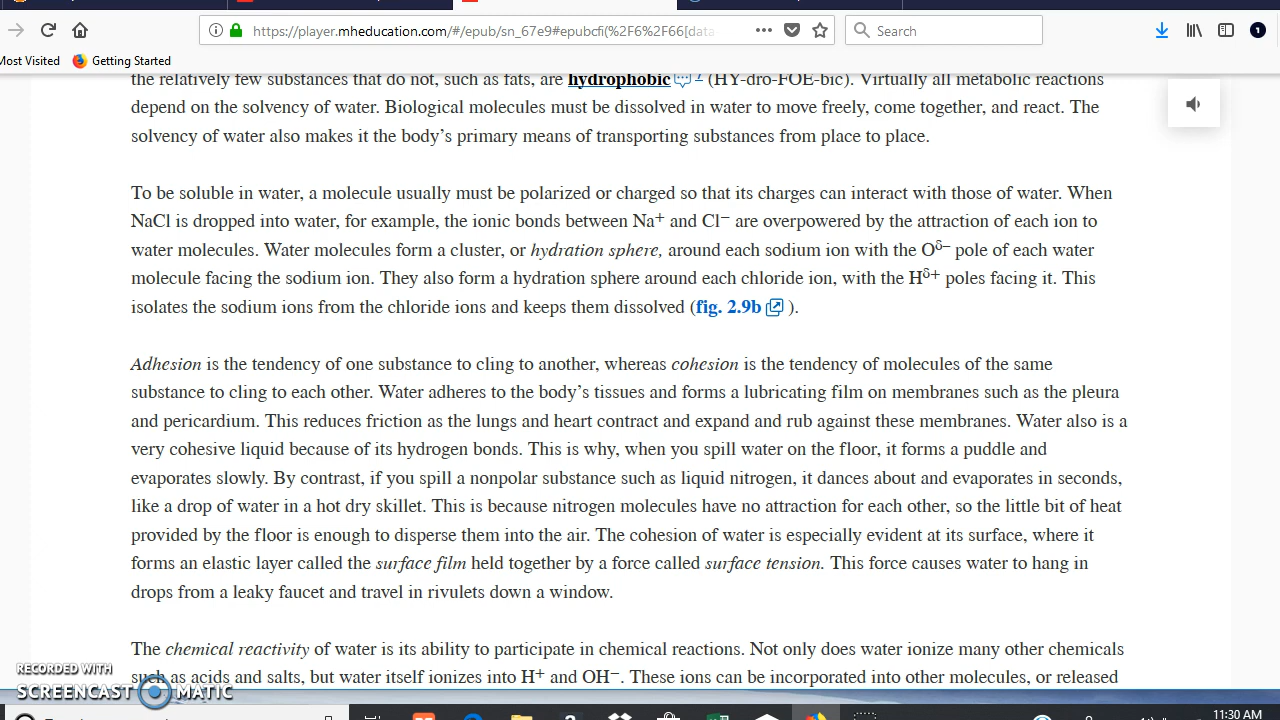 https://player.mheducation.com/#/epub/sn_67e9#epubcfi(%2F6%2F66[data
Search
Most Visited
Getting Started
the relatively few substances that do not, such as fats, are hydrophobic (HY-dro-FOE-bic). Virtually all metabolic reactions
depend on the solvency of water. Biological molecules must be dissolved in water to move freely, come together, and react. The
solvency of water also makes it the body’s primary means of transporting substances from place to place.
To be soluble in water, a molecule usually must be polarized or charged so that its charges can interact with those of water. When
NaCl is dropped into water, for example, the ionic bonds between Na⁺ and Cl⁻ are overpowered by the attraction of each ion to
water molecules. Water molecules form a cluster, or hydration sphere, around each sodium ion with the Oδ− pole of each water
molecule facing the sodium ion. They also form a hydration sphere around each chloride ion, with the Hδ+ poles facing it. This
isolates the sodium ions from the chloride ions and keeps them dissolved (fig. 2.9b ).
Adhesion is the tendency of one substance to cling to another, whereas cohesion is the tendency of molecules of the same
substance to cling to each other. Water adheres to the body’s tissues and forms a lubricating film on membranes such as the pleura
and pericardium. This reduces friction as the lungs and heart contract and expand and rub against these membranes. Water also is a
very cohesive liquid because of its hydrogen bonds. This is why, when you spill water on the floor, it forms a puddle and
evaporates slowly. By contrast, if you spill a nonpolar substance such as liquid nitrogen, it dances about and evaporates in seconds,
like a drop of water in a hot dry skillet. This is because nitrogen molecules have no attraction for each other, so the little bit of heat
provided by the floor is enough to disperse them into the air. The cohesion of water is especially evident at its surface, where it
forms an elastic layer called the surface film held together by a force called surface tension. This force causes water to hang in
drops from a leaky faucet and travel in rivulets down a window.
The chemical reactivity of water is its ability to participate in chemical reactions. Not only does water ionize many other chemicals
such as acids and salts, but water itself ionizes into H⁺ and OH⁻. These ions can be incorporated into other molecules, or released
RECORDED WITH
SCREENCAST MATIC
11:30 AM